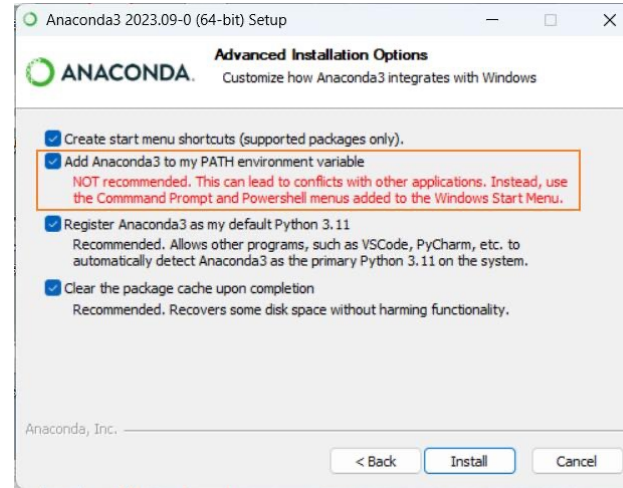 Anaconda3 2023.09-0 (64-bit) Setup
Advanced Installation Options
ANACONDA.
Customize how Anaconda3 integrates with Windows
Create start menu shortcuts (supported packages only).
Add Anaconda3 to my PATH environment variable
NOT recommended. This can lead to conflicts with other applications. Instead, use
the Commmand Prompt and Powershell menus added to the Windows Start Menu.
Register Anaconda3 as my default Python 3.11
Recommended. Allows other programs, such as VSCode, PyCharm, etc. to
automatically detect Anaconda3 as the primary Python 3.11 on the system.
Clear the package cache upon completion
Recommended. Recovers some disk space without harming functionality.
Anaconda, Inc.
< Back
Install
Cancel